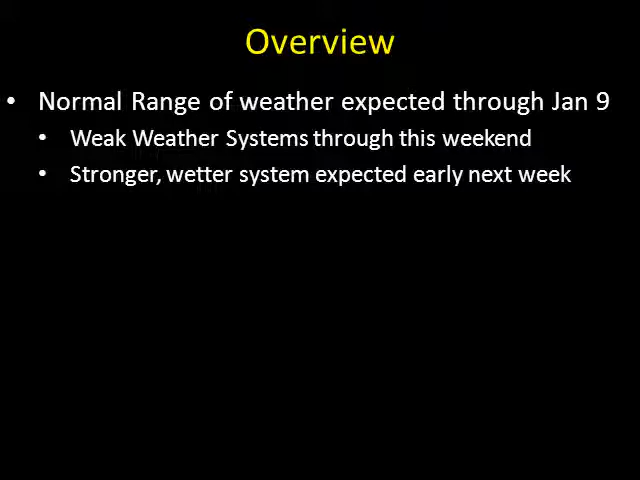 Overview
• Normal Range of weather expected through Jan 9
• Weak Weather Systems through this weekend
• Stronger, wetter system expected early next week